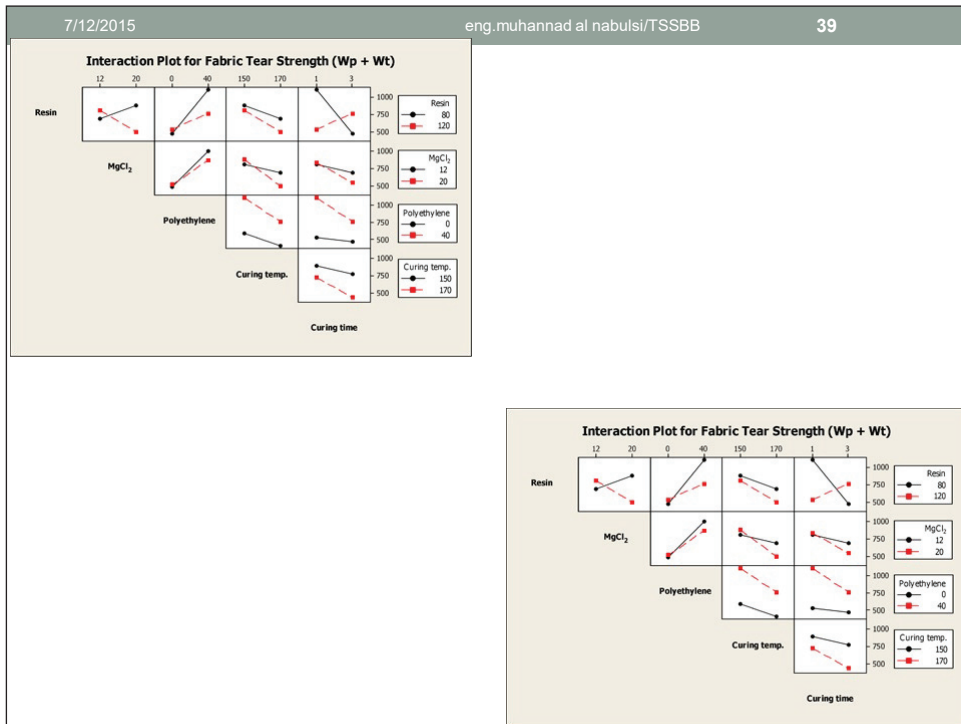 7/12/2015 eng.muhannad al nabulsi/TSSBB 39
Interaction Plot for Fabric Tear Strength (Wp + Wt)
12 20 0 40 150 170 1 3
Resin
1000
750
500
Resin
80
120
MgCl₂
1000
750
500
MgCl₂
12
20
Polyethylene
1000
750
500
Polyethylene
0
40
Curing temp.
1000
750
500
Curing temp.
150
170
Curing time
Interaction Plot for Fabric Tear Strength (Wp + Wt)
12 20 0 40 150 170 1 3
Resin
1000
750
500
Resin
80
120
MgCl₂
1000
750
500
MgCl₂
12
20
Polyethylene
1000
750
500
Polyethylene
0
40
Curing temp.
1000
750
500
Curing temp.
150
170
Curing time